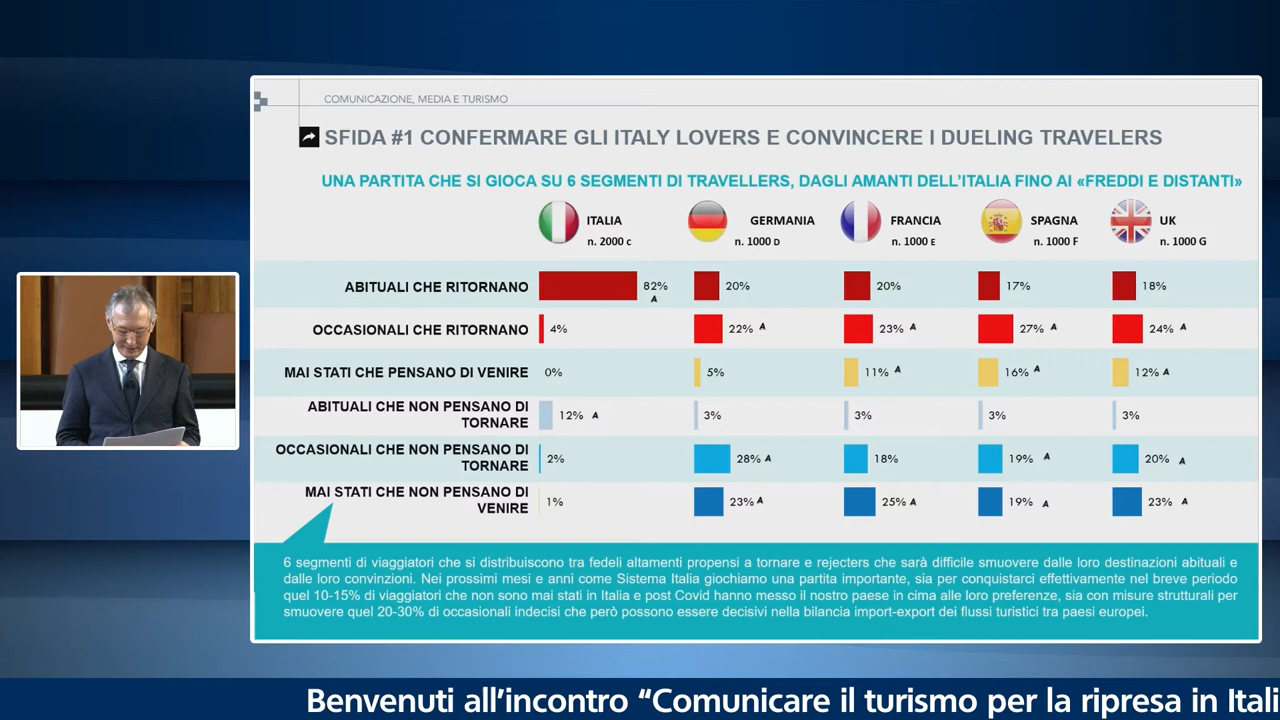 COMUNICAZIONE, MEDIA E TURISMO
SFIDA #1 CONFERMARE GLI ITALY LOVERS E CONVINCERE I DUELING TRAVELERS
UNA PARTITA CHE SI GIOCA SU 6 SEGMENTI DI TRAVELLERS, DAGLI AMANTI DELL'ITALIA FINO AI «FREDDI E DISTANTI»
ITALIA GERMANIA FRANCIA SPAGNA UK
n. 2000 C n. 1000 D n. 1000 E n. 1000 F n. 1000 G
ABITUALI CHE RITORNANO 82% A 20% 20% 17% 18%
OCCASIONALI CHE RITORNANO 4% 22% A 23% A 27% A 24% A
MAI STATI CHE PENSANO DI VENIRE 0% 5% 11% A 16% A 12% A
ABITUALI CHE NON PENSANO DI
TORNARE 12% A 3% 3% 3% 3%
OCCASIONALI CHE NON PENSANO DI
TORNARE 2% 28% A 18% 19% A 20% A
MAI STATI CHE NON PENSANO DI
VENIRE 1% 23% A 25% A 19% A 23% A
6 segmenti di viaggiatori che si distribuiscono tra fedeli altamenti propensi a tornare e rejecters che sarà difficile smuovere dalle loro destinazioni abituali e
dalle loro convinzioni. Nei prossimi mesi e anni come Sistema Italia giochiamo una partita importante, sia per conquistarci effettivamente nel breve periodo
quel 10-15% di viaggiatori che non sono mai stati in Italia e post Covid hanno messo il nostro paese in cima alle loro preferenze, sia con misure strutturali per
smuovere quel 20-30% di occasionali indecisi che però possono essere decisivi nella bilancia import-export dei flussi turistici tra paesi europei.
Benvenuti all'incontro “Comunicare il turismo per la ripresa in Itali